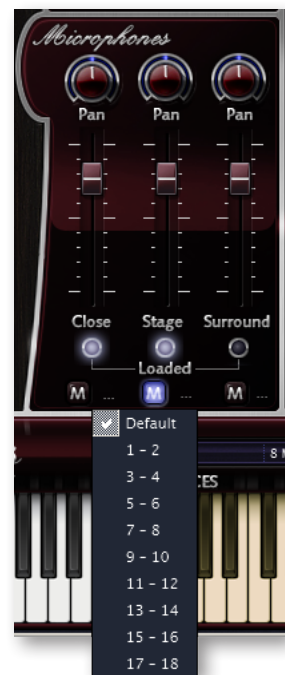 Microphones
Pan Pan Pan
Close Stage Surround
Loaded
M ... M ... M ...
Default
8
1 - 2
CES
3 - 4
5 - 6
7 - 8
9 - 10
11 - 12
13 - 14
15 - 16
17 - 18